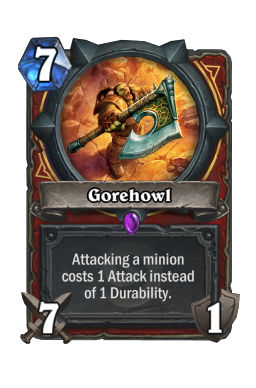 7
Gorehowl
Attacking a minion
costs 1 Attack instead
of 1 Durability.
7
1